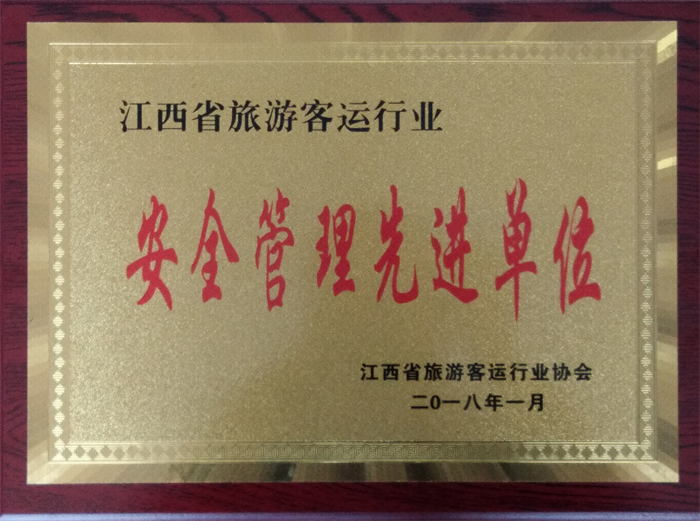 江西省旅游客运行业
安全管理先进单位
江西省旅游客运行业协会
二0一八年一月